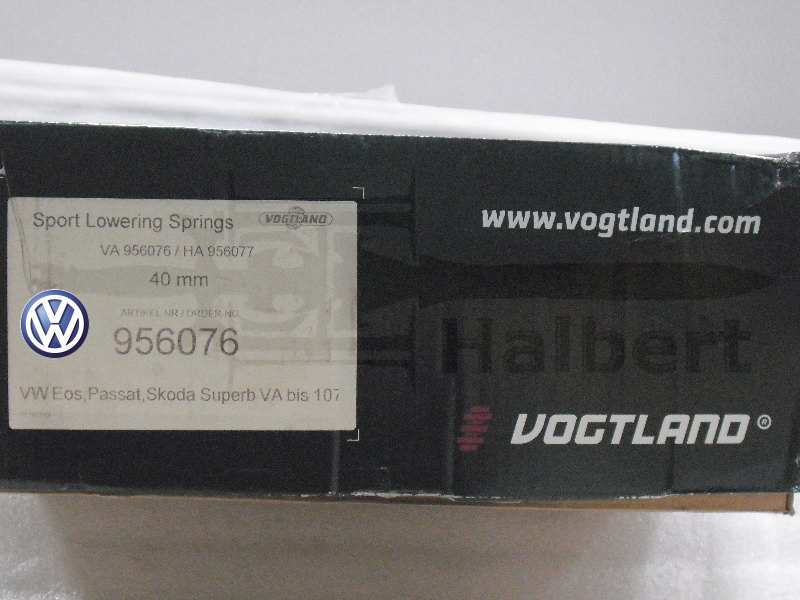 Sport Lowering Springs
VOGTLAND
VA 956076 / HA 956077
40 mm
ARTIKEL-NR / ORDER-NO.
956076
VW Eos,Passat,Skoda Superb VA bis 107
www.vogtland.com
Halbert
VOGTLAND ®